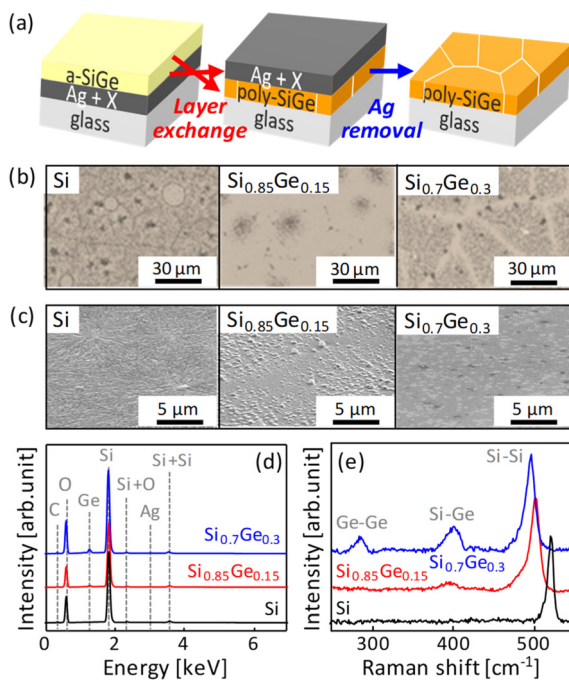 (a)
a-SiGe
Ag + X
glass
Layer
exchange
Ag + X
poly-SiGe
glass
Ag
removal
poly-SiGe
glass
(b)
Si
30 μm
Si0.85Ge0.15
30 μm
Si0.7Ge0.3
30 μm
(c)
Si
5 μm
Si0.85Ge0.15
5 μm
Si0.7Ge0.3
5 μm
(d)
Intensity [arb.unit]
C
O
Ge
Si
Si+O
Ag
Si+Si
Si0.7Ge0.3
Si0.85Ge0.15
Si
0 2 4 6
Energy [keV]
(e)
Intensity [arb.unit]
Si-Si
Ge-Ge
Si-Ge
Si0.7Ge0.3
Si0.85Ge0.15
Si
300 400 500
Raman shift [cm-1]